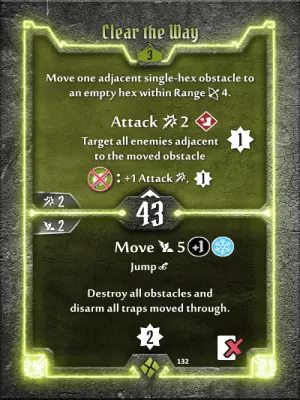 Clear the Way
3
Move one adjacent single-hex obstacle to
an empty hex within Range 4.
Attack 2
Target all enemies adjacent
to the moved obstacle
1
: +1 Attack , 1
2
43
2
Move 5 +1
Jump
Destroy all obstacles and
disarm all traps moved through.
2
132